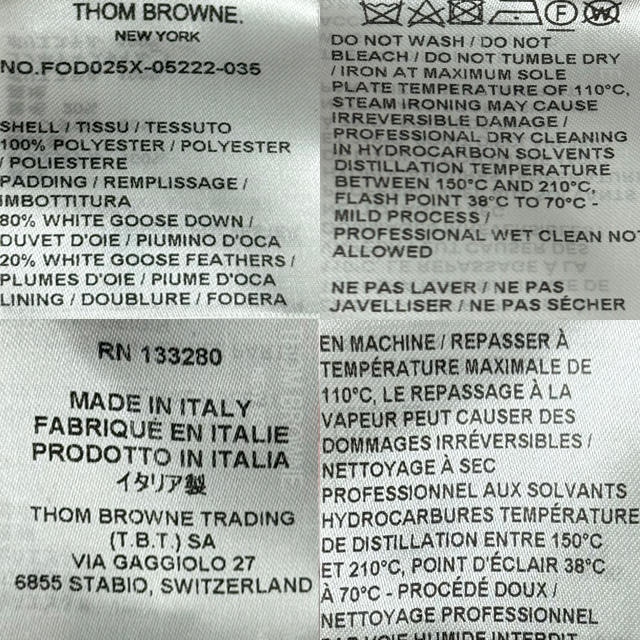 THOM BROWNE.
NEW YORK
NO.FOD025X-05222-035
SHELL / TISSU / TESSUTO
100% POLYESTER / POLYESTER
/ POLIESTERE
PADDING / REMPLISSAGE /
IMBOTTITURA
80% WHITE GOOSE DOWN /
DUVET D'OIE / PIUMINO D'OCA
20% WHITE GOOSE FEATHERS /
PLUMES D'OIE / PIUME D'OCA
LINING / DOUBLURE / FODERA
DO NOT WASH / DO NOT
BLEACH / DO NOT TUMBLE DRY
/ IRON AT MAXIMUM SOLE
PLATE TEMPERATURE OF 110°C,
STEAM IRONING MAY CAUSE
IRREVERSIBLE DAMAGE /
PROFESSIONAL DRY CLEANING
IN HYDROCARBON SOLVENTS
DISTILLATION TEMPERATURE
BETWEEN 150°C AND 210°C,
FLASH POINT 38°C TO 70°C -
MILD PROCESS /
PROFESSIONAL WET CLEAN NOT
ALLOWED
NE PAS LAVER / NE PAS
JAVELLISER / NE PAS SÉCHER
RN 133280
MADE IN ITALY
FABRIQUÉ EN ITALIE
PRODOTTO IN ITALIA
イタリア製
THOM BROWNE TRADING
(T.B.T.) SA
VIA GAGGIOLO 27
6855 STABIO, SWITZERLAND
EN MACHINE / REPASSER À
TEMPÉRATURE MAXIMALE DE
110°C, LE REPASSAGE À LA
VAPEUR PEUT CAUSER DES
DOMMAGES IRRÉVERSIBLES /
NETTOYAGE À SEC
PROFESSIONNEL AUX SOLVANTS
HYDROCARBURES TEMPÉRATURE
DE DISTILLATION ENTRE 150°C
ET 210°C, POINT D'ÉCLAIR 38°C
À 70°C - PROCÉDÉ DOUX /
NETTOYAGE PROFESSIONNEL
PAR VOIE HUMIDE INTERDIT